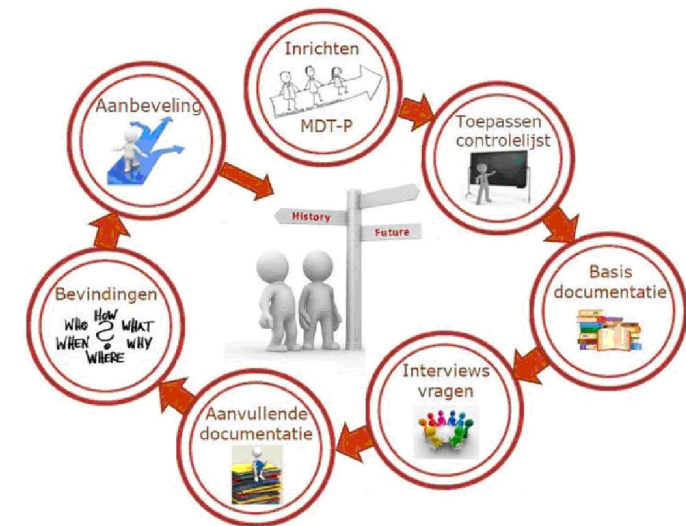 Inrichten
MDT-P
Toepassen
controlelijst
Basis
documentatie
Interviews
vragen
Aanvullende
documentatie
Bevindingen
HOW
WHO ? WHAT
WHEN WHY
WHERE
Aanbeveling
History
Future